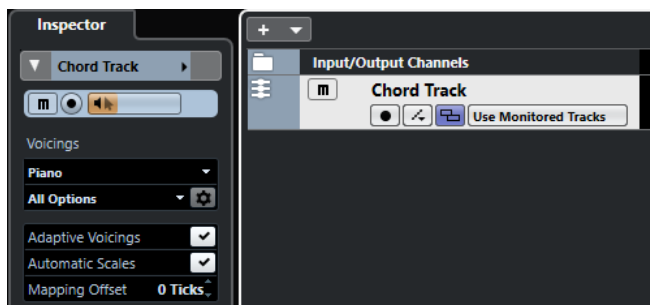 Inspector
Chord Track
m
Voicings
Piano
All Options
Adaptive Voicings
Automatic Scales
Mapping Offset 0 Ticks
+
Input/Output Channels
m Chord Track
Use Monitored Tracks